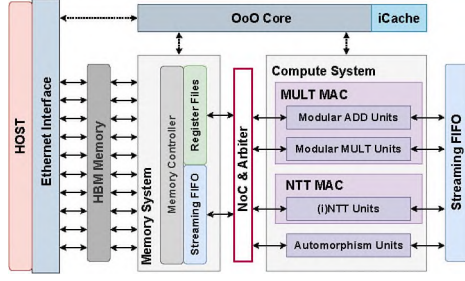 OoO Core
iCache
HOST
Ethernet Interface
HBM Memory
Memory System
Memory Controller
Register Files
Streaming FIFO
NoC & Arbiter
Compute System
MULT MAC
Modular ADD Units
Modular MULT Units
NTT MAC
(i)NTT Units
Automorphism Units
Streaming FIFO